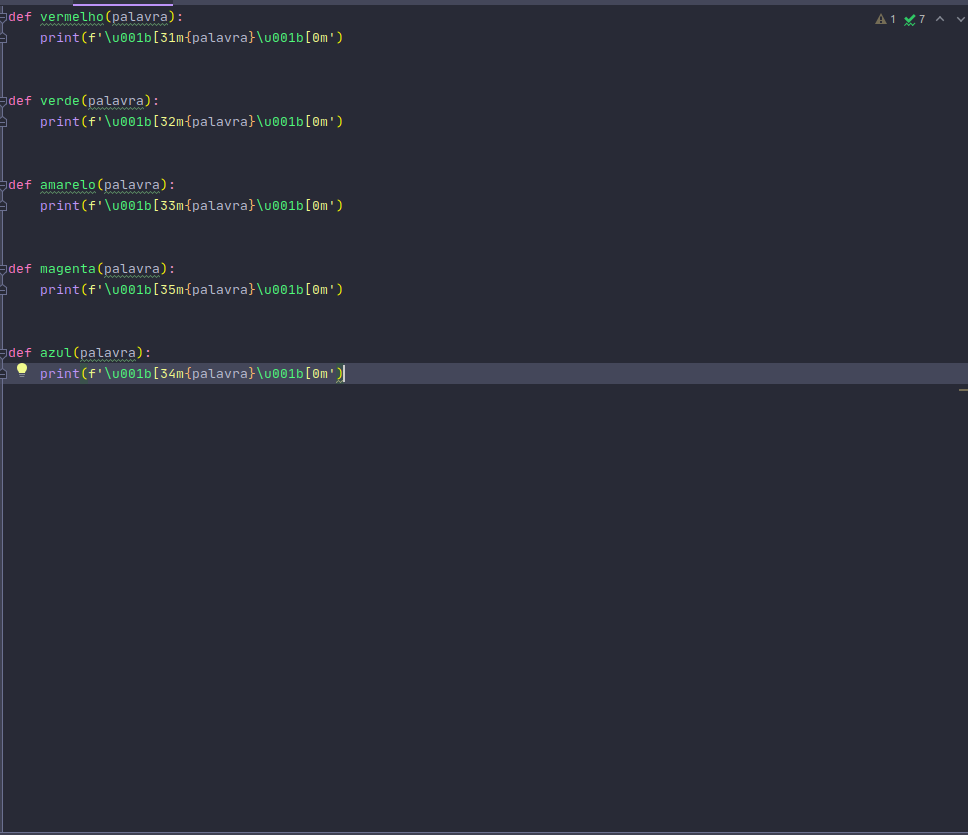 def vermelho(palavra):
    print(f'\u001b[31m{palavra}\u001b[0m')
def verde(palavra):
    print(f'\u001b[32m{palavra}\u001b[0m')
def amarelo(palavra):
    print(f'\u001b[33m{palavra}\u001b[0m')
def magenta(palavra):
    print(f'\u001b[35m{palavra}\u001b[0m')
def azul(palavra):
    print(f'\u001b[34m{palavra}\u001b[0m')
1 7